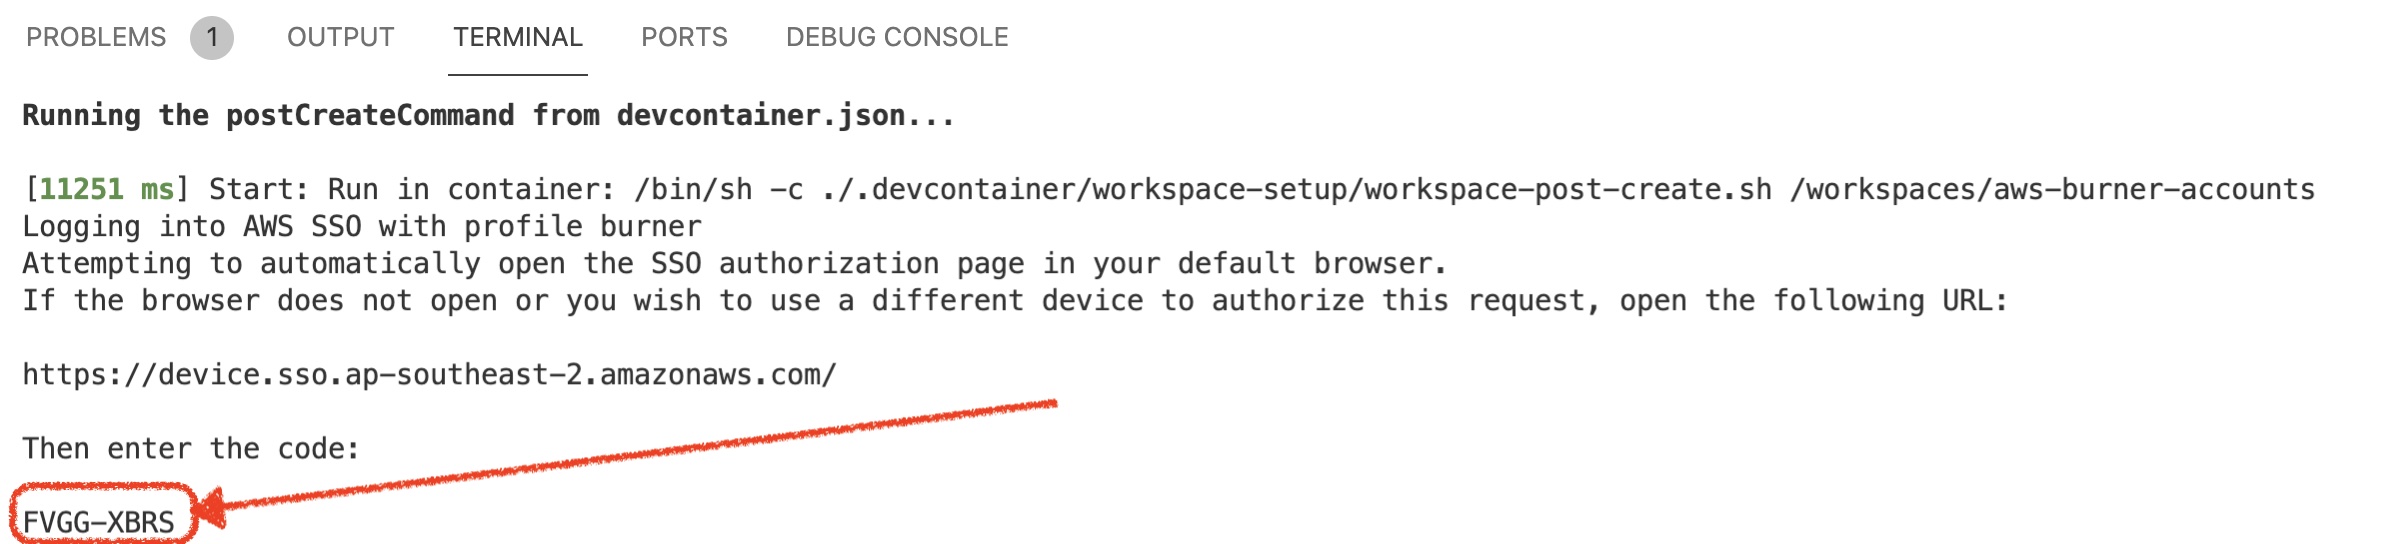 PROBLEMS 1 OUTPUT TERMINAL PORTS DEBUG CONSOLE
Running the postCreateCommand from devcontainer.json...
[11251 ms] Start: Run in container: /bin/sh -c ./.devcontainer/workspace-setup/workspace-post-create.sh /workspaces/aws-burner-accounts
Logging into AWS SSO with profile burner
Attempting to automatically open the SSO authorization page in your default browser.
If the browser does not open or you wish to use a different device to authorize this request, open the following URL:
https://device.sso.ap-southeast-2.amazonaws.com/
Then enter the code:
FVGG-XBRS